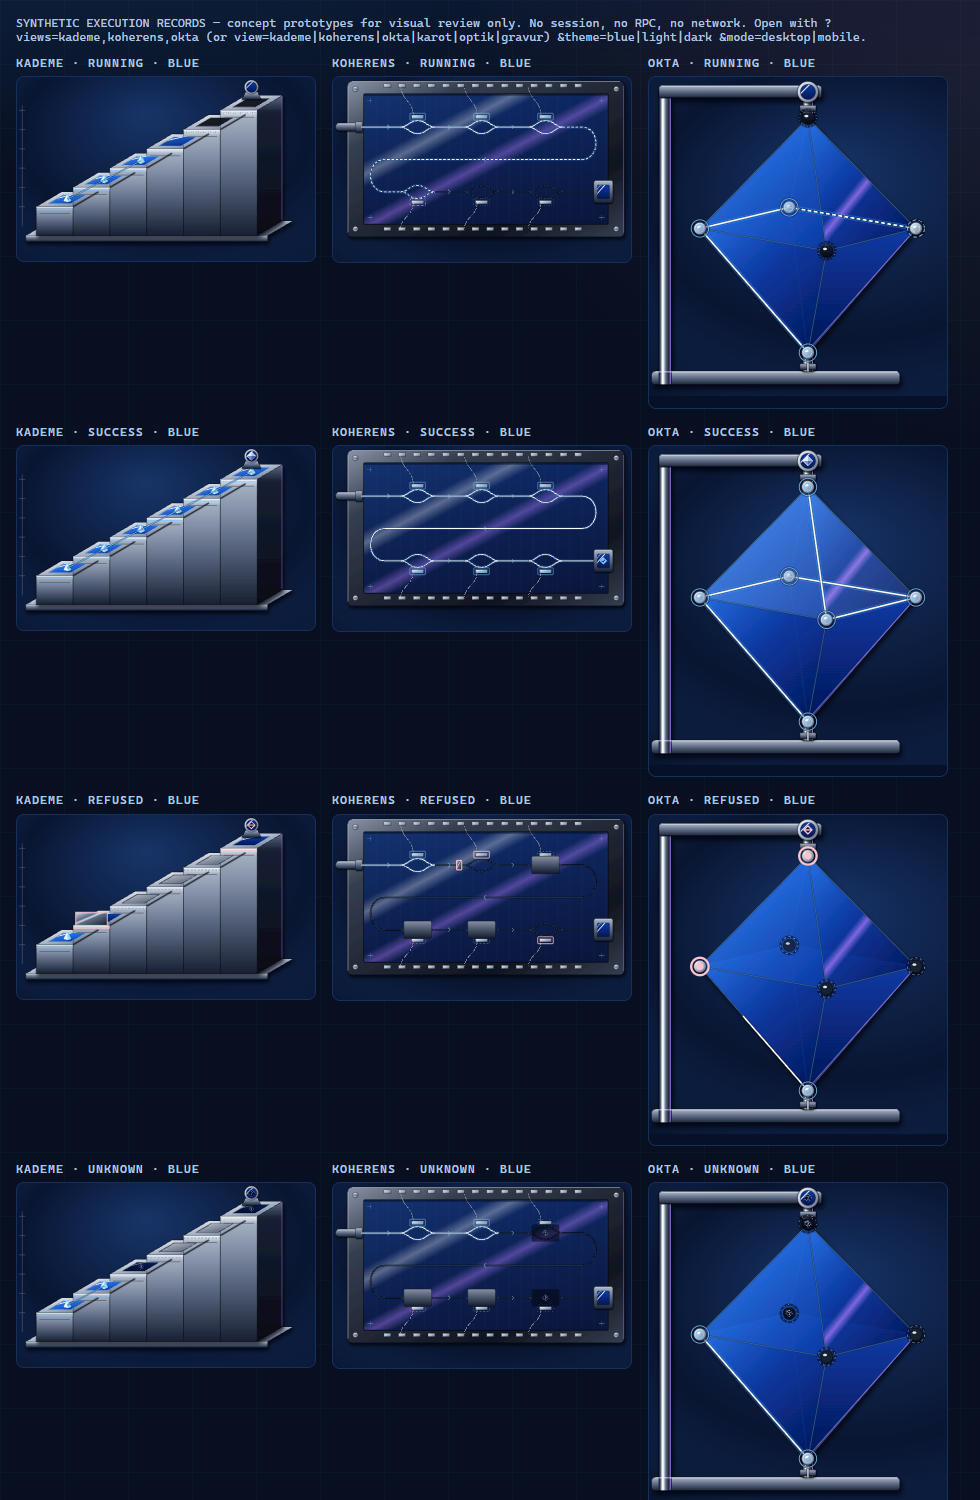 SYNTHETIC EXECUTION RECORDS — concept prototypes for visual review only. No session, no RPC, no network. Open with ?
views=kademe,koherens,okta (or view=kademe|koherens|okta|karot|optik|gravur) &theme=blue|light|dark &mode=desktop|mobile.
KADEME · RUNNING · BLUE
KOHERENS · RUNNING · BLUE
OKTA · RUNNING · BLUE
KADEME · SUCCESS · BLUE
KOHERENS · SUCCESS · BLUE
OKTA · SUCCESS · BLUE
KADEME · REFUSED · BLUE
KOHERENS · REFUSED · BLUE
OKTA · REFUSED · BLUE
KADEME · UNKNOWN · BLUE
KOHERENS · UNKNOWN · BLUE
OKTA · UNKNOWN · BLUE